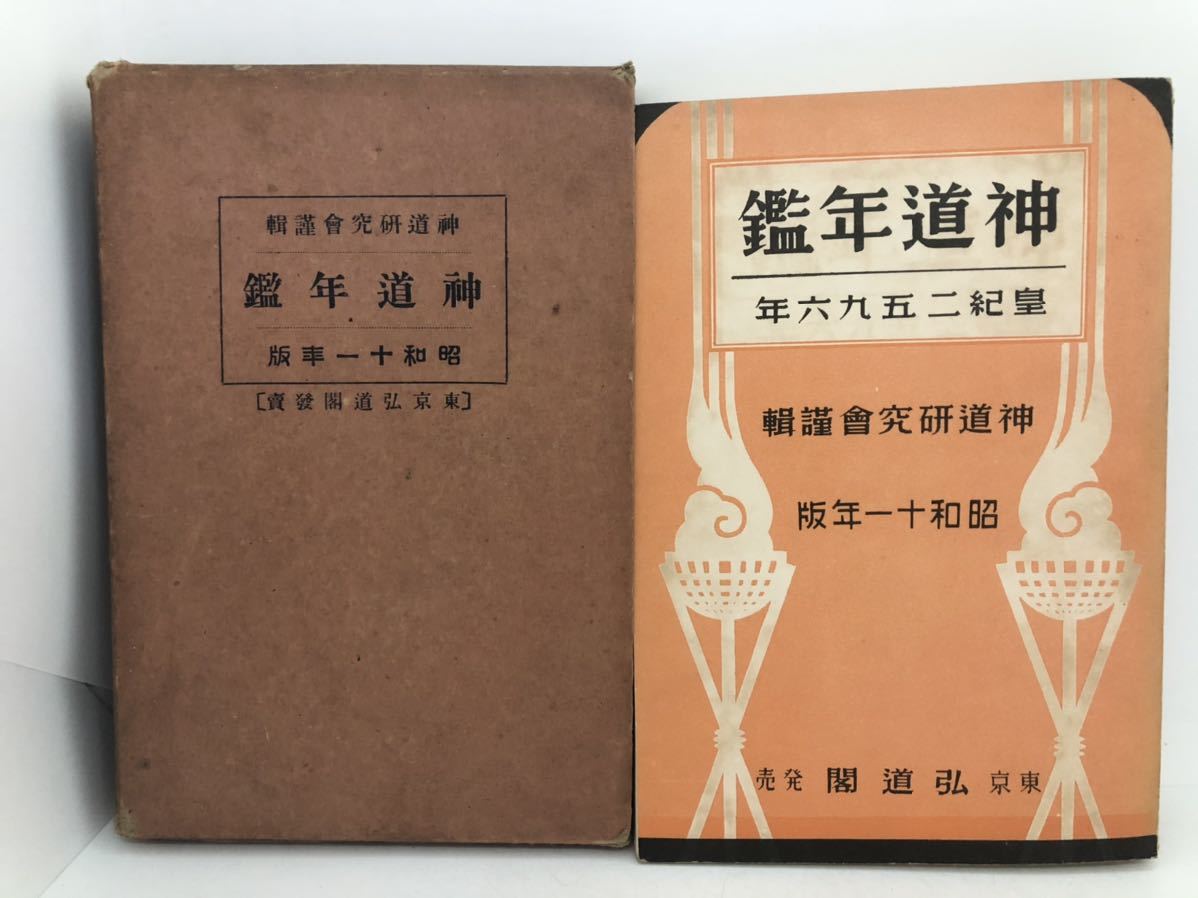 神道研究會謹輯
神道年鑑
昭和十一年版
[東京弘道閣發賣]
神道年鑑
皇紀二五九六年
神道研究會謹輯
昭和十一年版
東京 弘道閣 発売